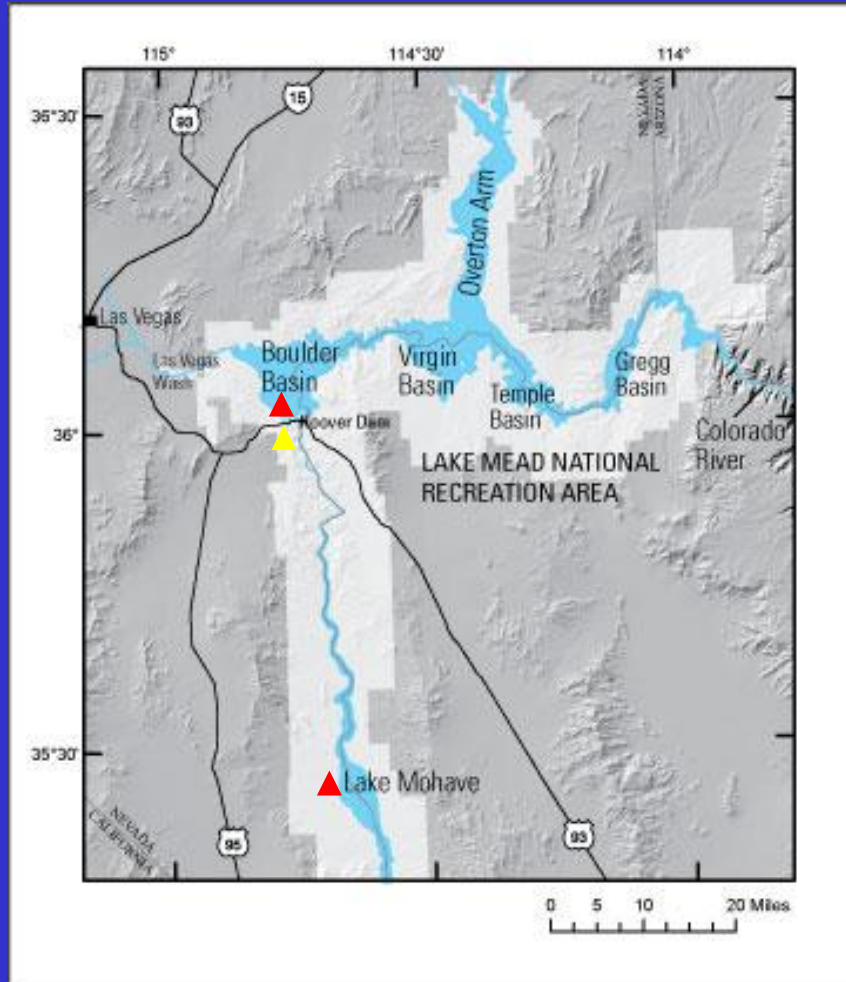 115°
114°30'
114°
35°30'
93
15
NEVADA
ARIZONA
Overton Arm
Las Vegas
Las Vegas
Wash
Boulder
Basin
Virgin
Basin
Temple
Basin
Gregg
Basin
36°
Hoover Dam
Colorado
River
LAKE MEAD NATIONAL
RECREATION AREA
35°30'
Lake Mohave
NEVADA
CALIFORNIA
95
93
0 5 10 20 Miles